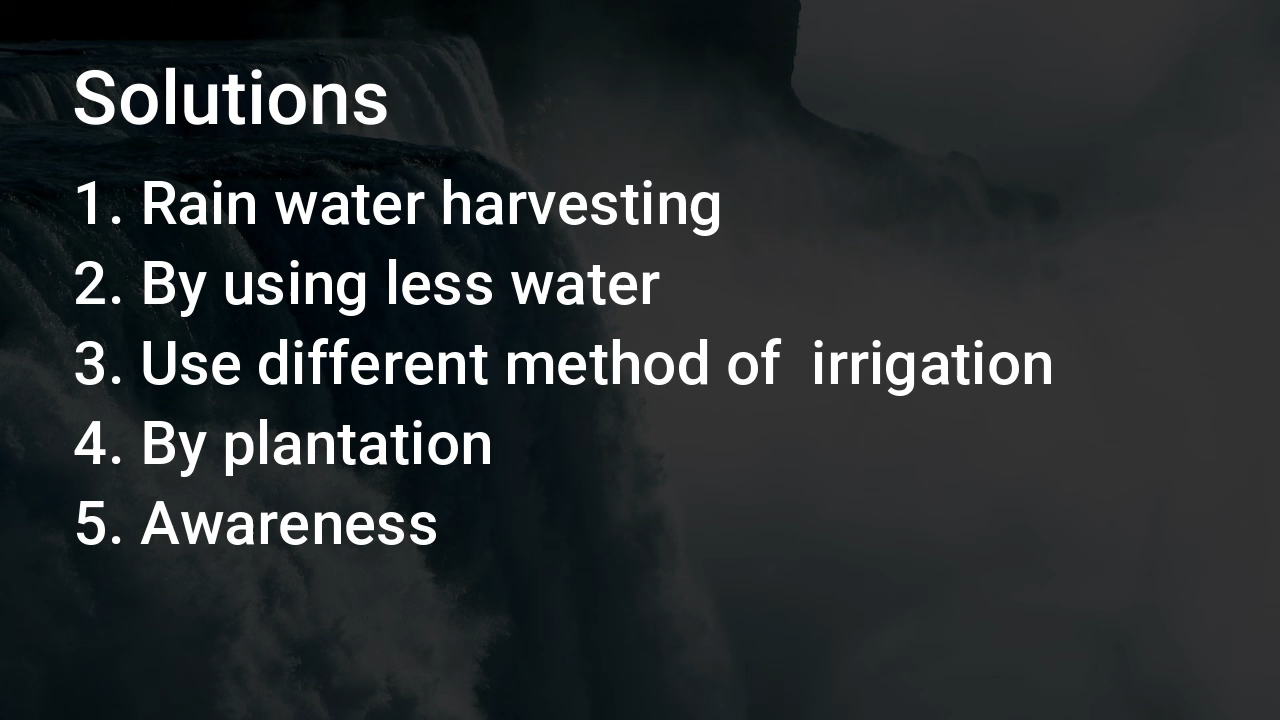 Solutions
1. Rain water harvesting
2. By using less water
3. Use different method of  irrigation
4. By plantation
5. Awareness